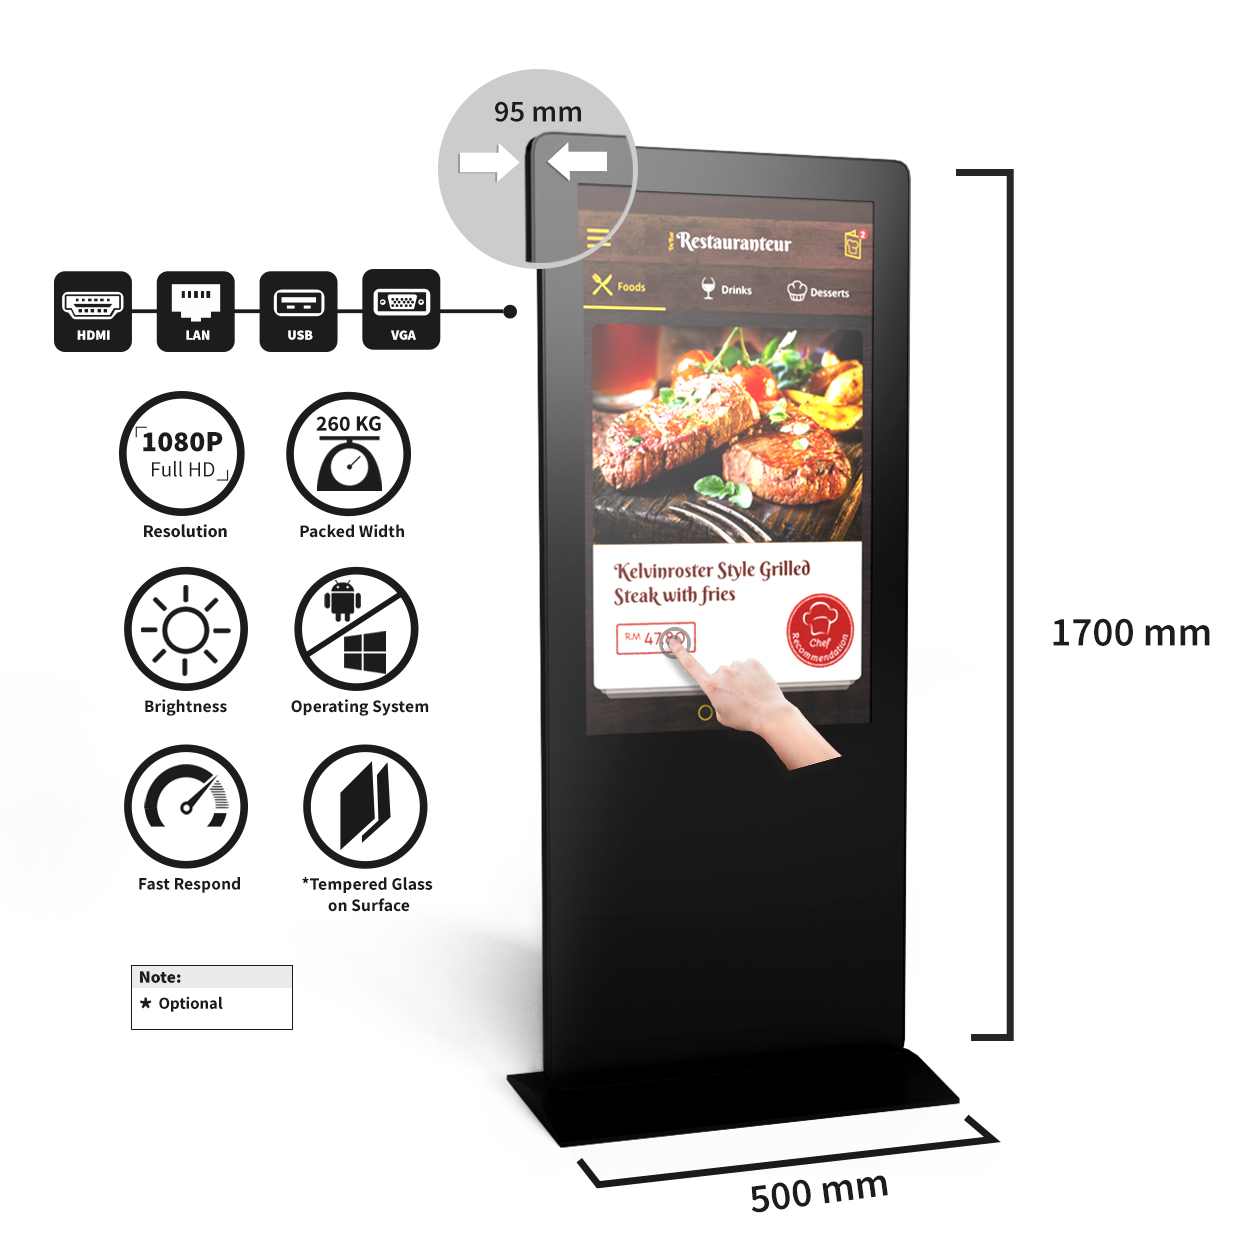 95 mm
Restauranteur
2
Foods
Drinks
Desserts
HDMI
LAN
USB
VGA
1080P
Full HD
Resolution
260 KG
Packed Width
Kelvinroster Style Grilled
Steak with fries
RM 47.80
Chef
Recommendation
1700 mm
Brightness
Operating System
Fast Respond
*Tempered Glass
on Surface
Note:
* Optional
500 mm